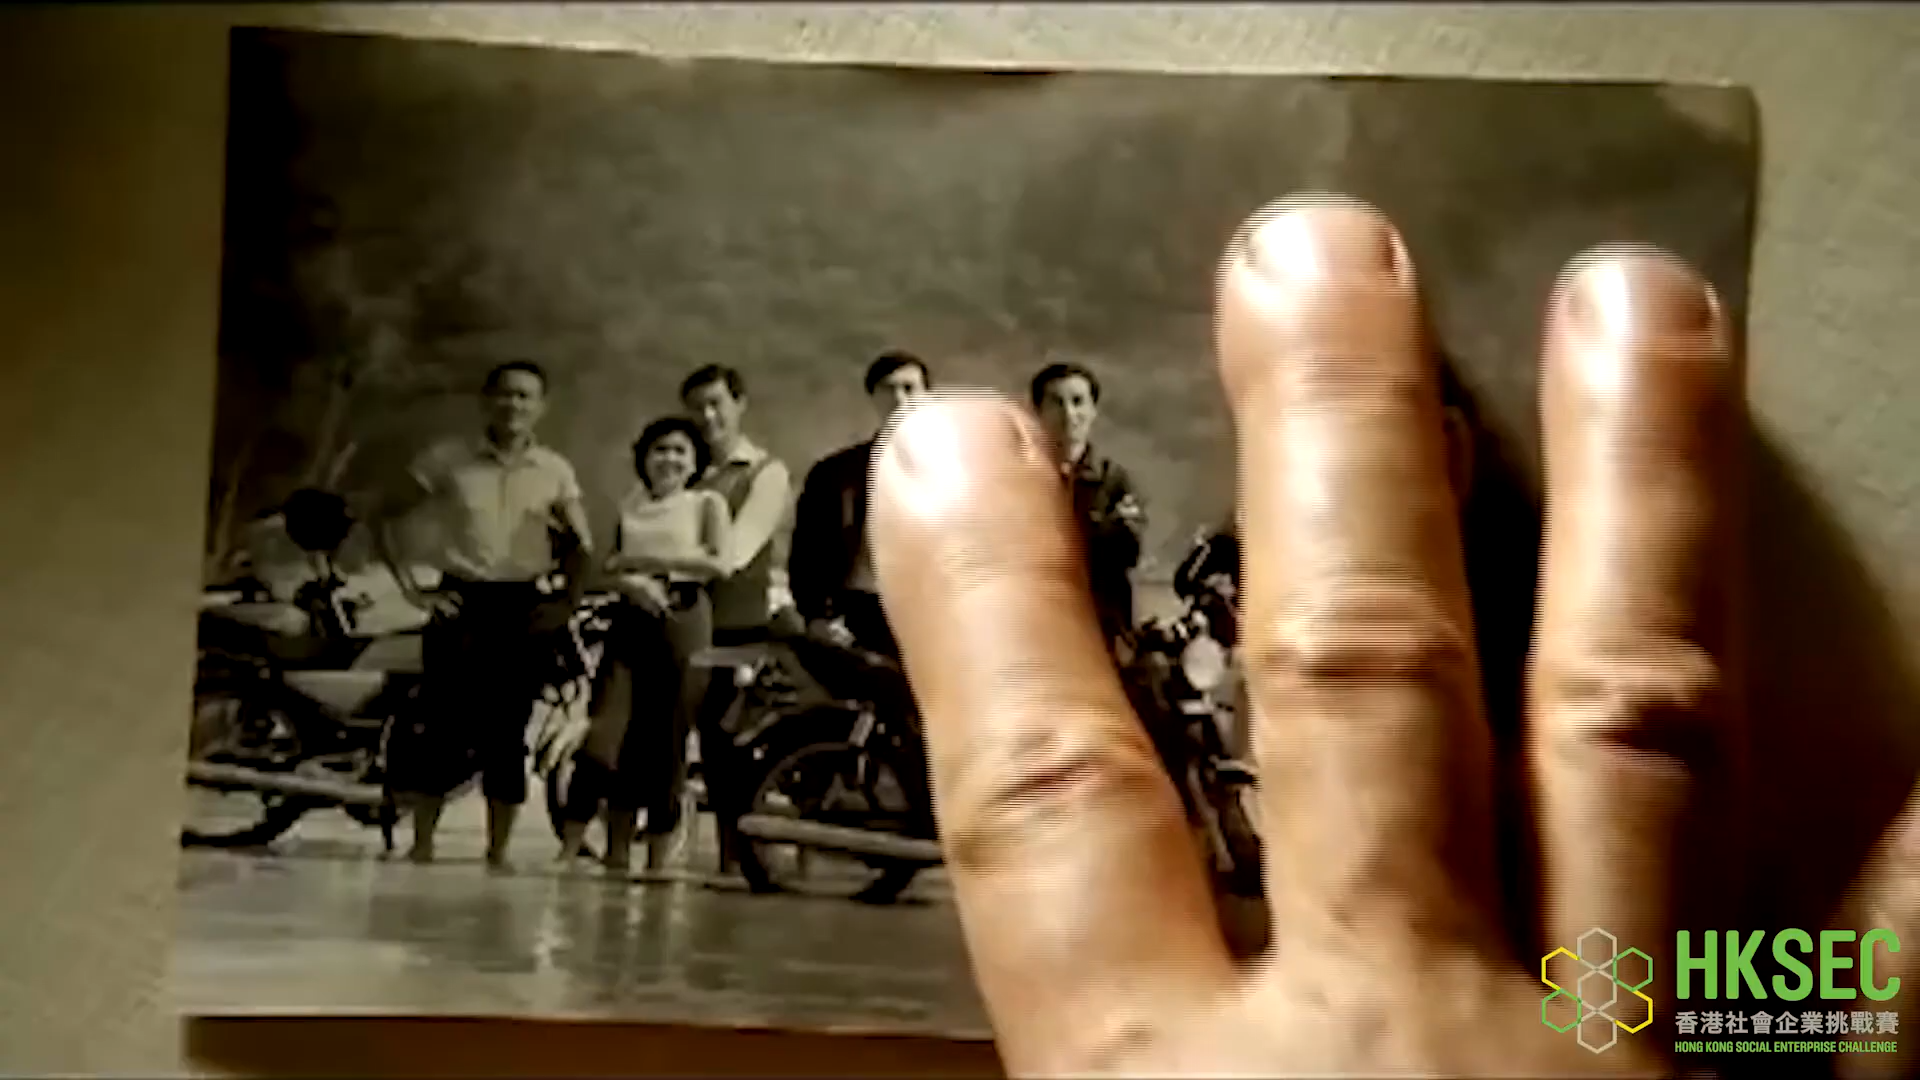 HKSEC
香港社會企業挑戰賽
HONG KONG SOCIAL ENTERPRISE CHALLENGE